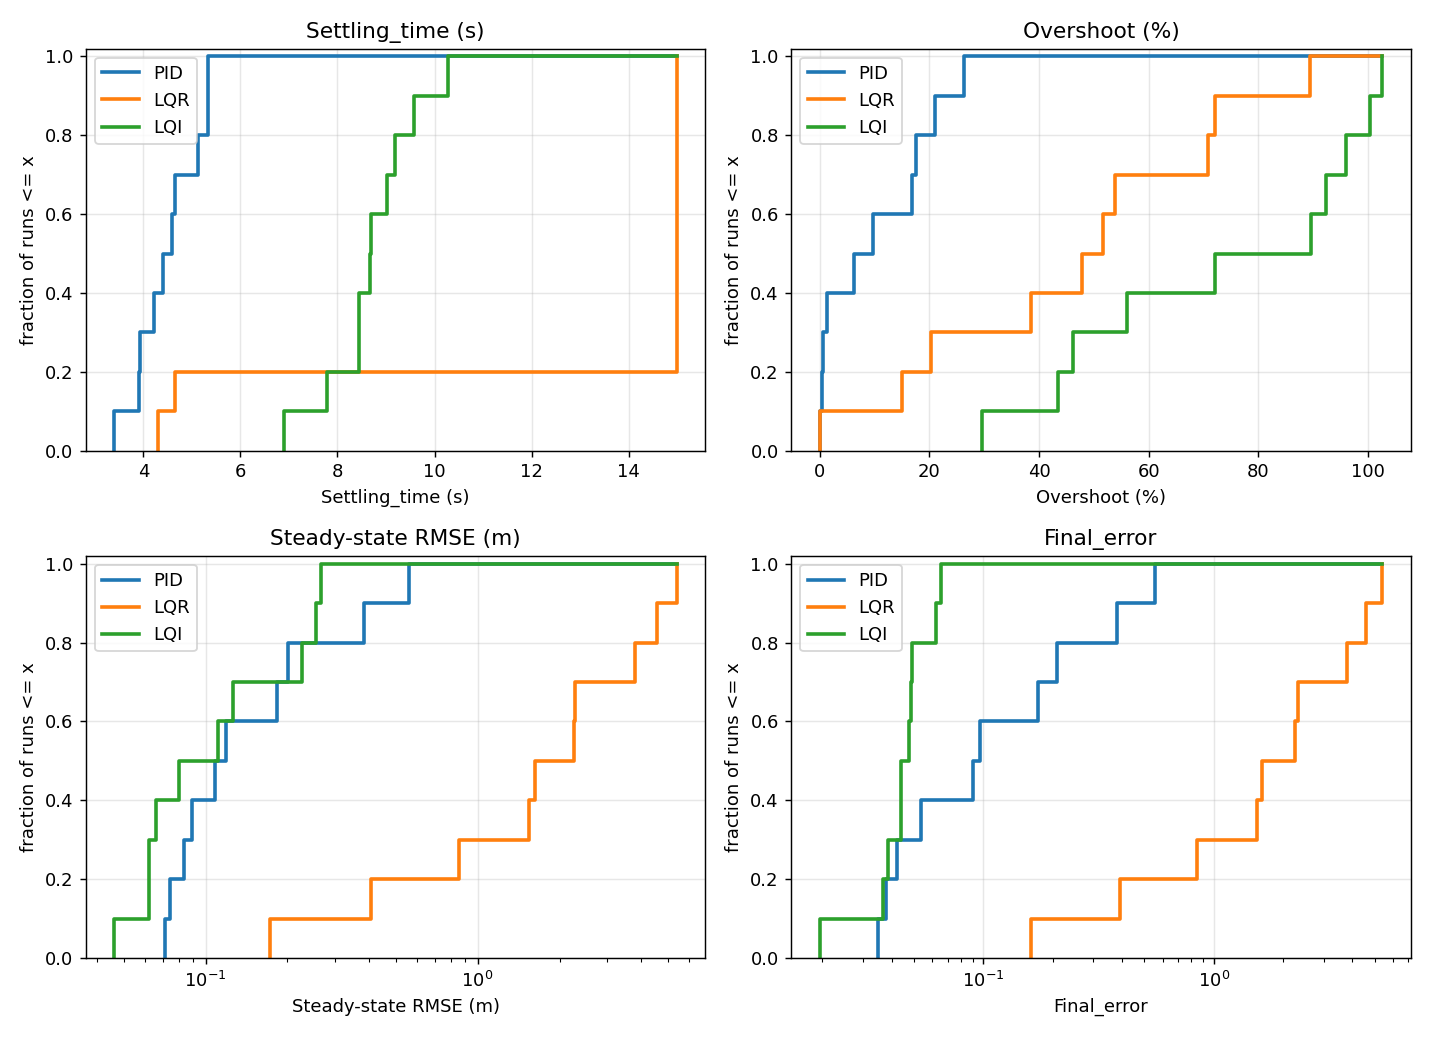 Settling_time (s)
fraction of runs <= x
1.0
0.8
0.6
0.4
0.2
0.0
PID
LQR
LQI
4 6 8 10 12 14
Settling_time (s)
Overshoot (%)
fraction of runs <= x
1.0
0.8
0.6
0.4
0.2
0.0
PID
LQR
LQI
0 20 40 60 80 100
Overshoot (%)
Steady-state RMSE (m)
fraction of runs <= x
1.0
0.8
0.6
0.4
0.2
0.0
PID
LQR
LQI
10⁻¹ 10⁰
Steady-state RMSE (m)
Final_error
fraction of runs <= x
1.0
0.8
0.6
0.4
0.2
0.0
PID
LQR
LQI
10⁻¹ 10⁰
Final_error